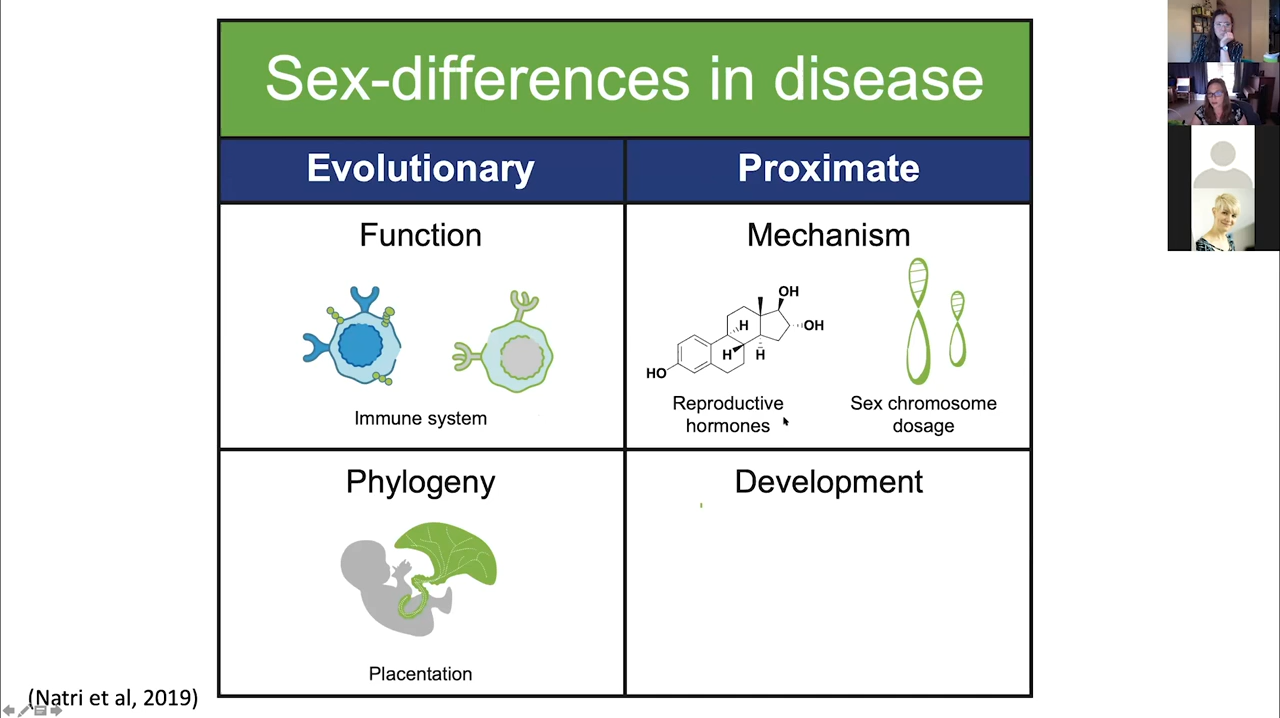 Sex-differences in disease
Evolutionary
Proximate
Function
Immune system
Mechanism
OH
OH
H
H
H
HO
Reproductive
hormones
Sex chromosome
dosage
Phylogeny
Placentation
Development
(Natri et al, 2019)